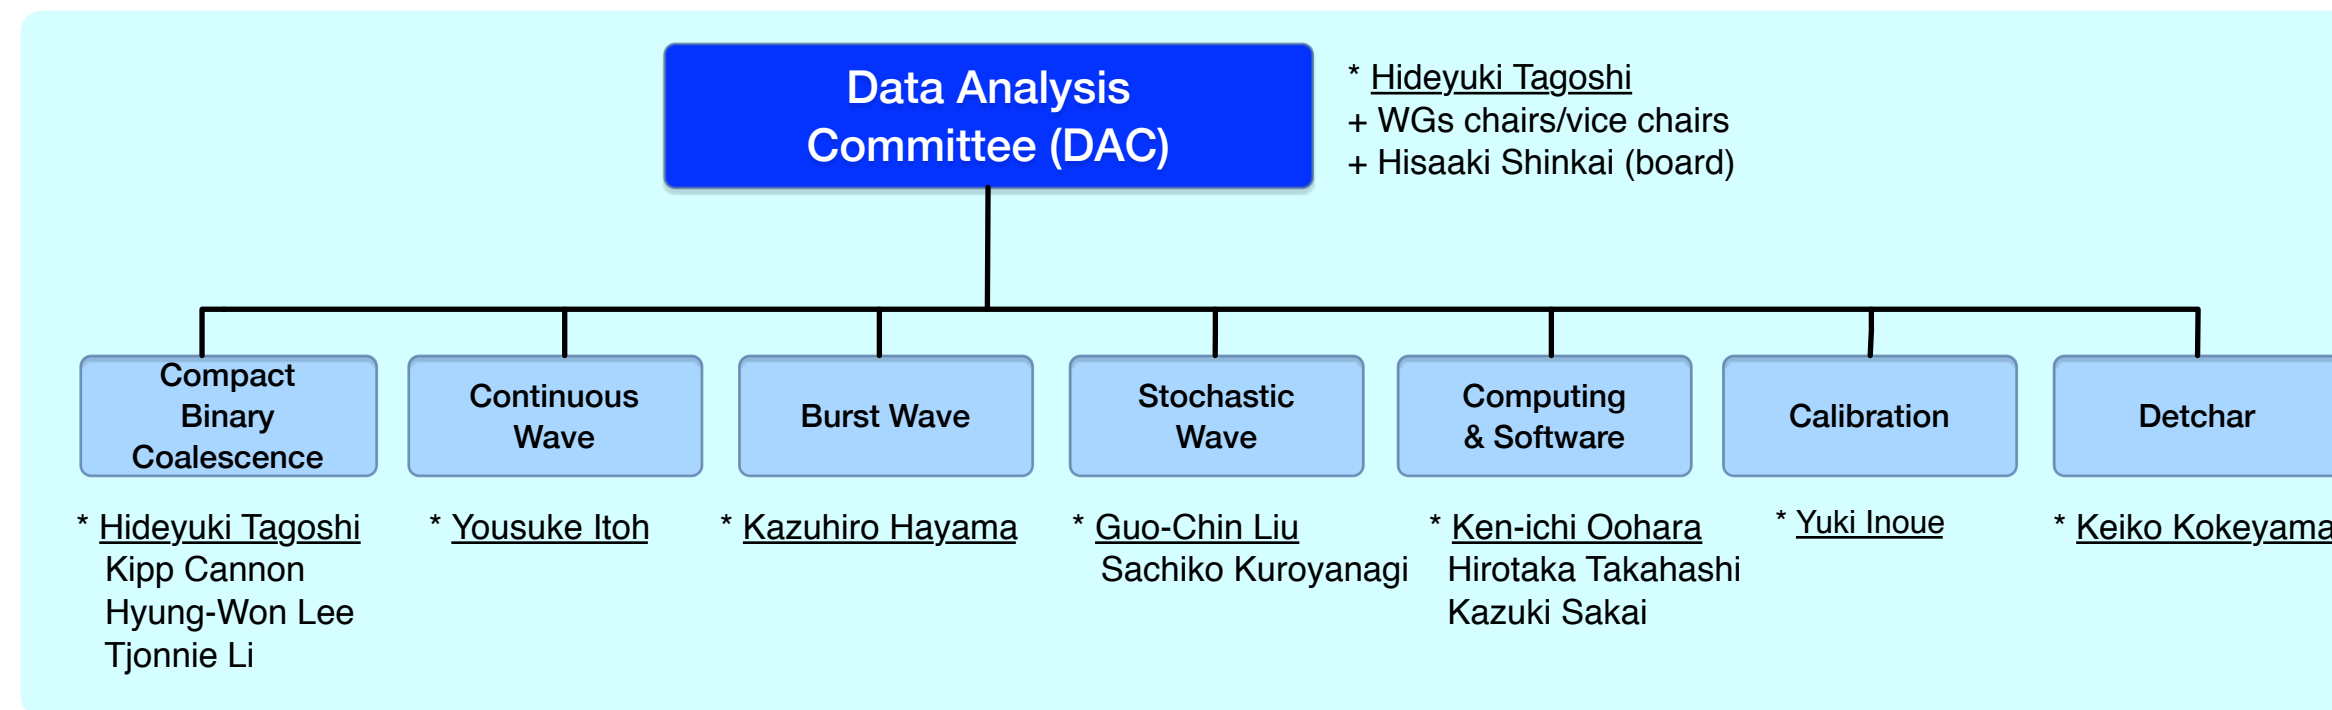 Data Analysis
Committee (DAC)
* Hideyuki Tagoshi
+ WGs chairs/vice chairs
+ Hisaaki Shinkai (board)
Compact
Binary
Coalescence
* Hideyuki Tagoshi
Kipp Cannon
Hyung-Won Lee
Tjonnie Li
Continuous
Wave
* Yousuke Itoh
Burst Wave
* Kazuhiro Hayama
Stochastic
Wave
* Guo-Chin Liu
Sachiko Kuroyanagi
Computing
& Software
* Ken-ichi Oohara
Hirotaka Takahashi
Kazuki Sakai
Calibration
* Yuki Inoue
Detchar
* Keiko Kokeyama